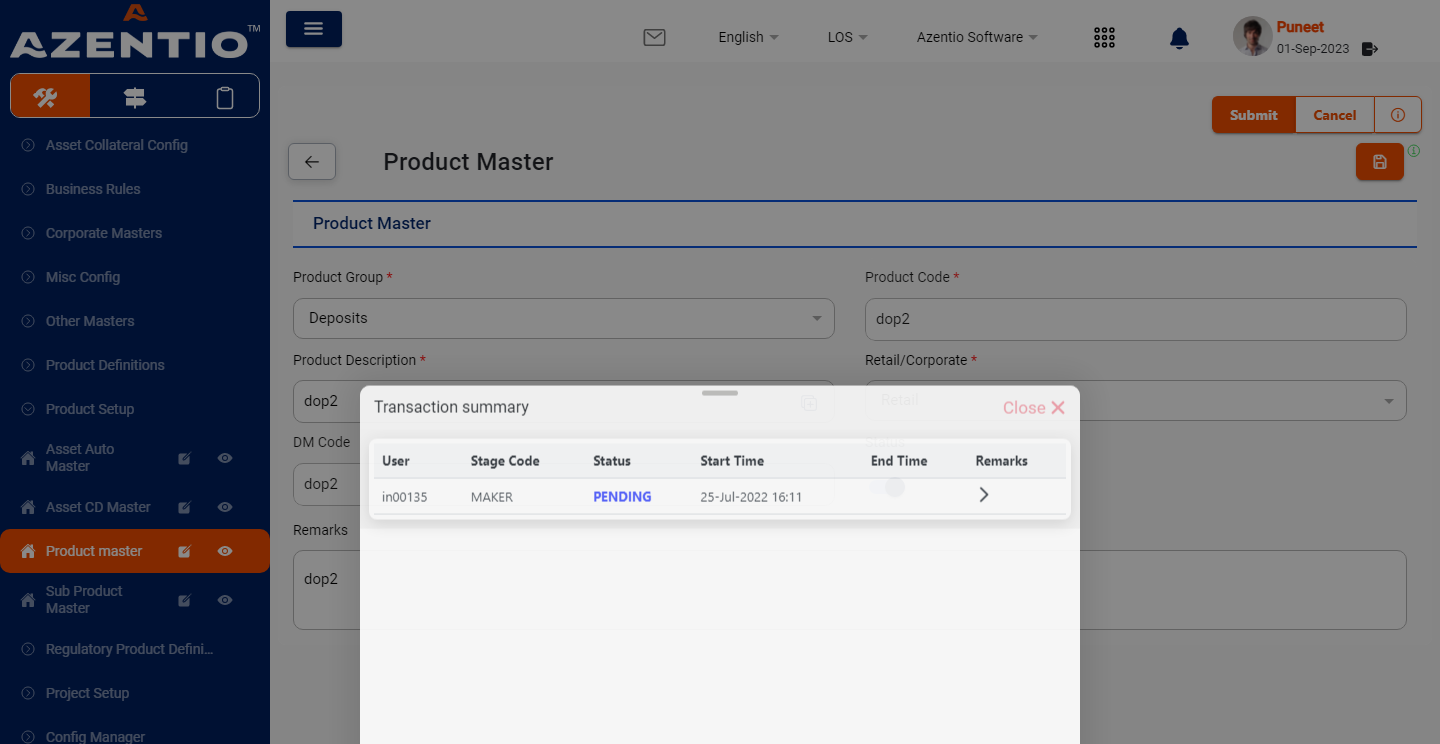 AZENTIO™
English
LOS
Azentio Software
Puneet
01-Sep-2023
Asset Collateral Config
Business Rules
Corporate Masters
Misc Config
Other Masters
Product Definitions
Product Setup
Asset Auto
Master
Asset CD Master
Product master
Sub Product
Master
Regulatory Product Defini...
Project Setup
Config Manager
Submit
Cancel
Product Master
Product Master
Product Group *
Product Code *
Deposits
dop2
Product Description *
Retail/Corporate *
dop2
Retail
DM Code
Status
dop2
Remarks
dop2
Transaction summary
Close
User Stage Code Status Start Time End Time Remarks
in00135 MAKER PENDING 25-Jul-2022 16:11